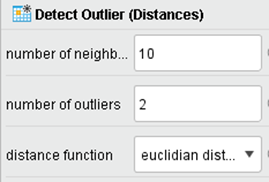 Detect Outlier (Distances)
number of neighb... 10
number of outliers 2
distance function euclidian dist...